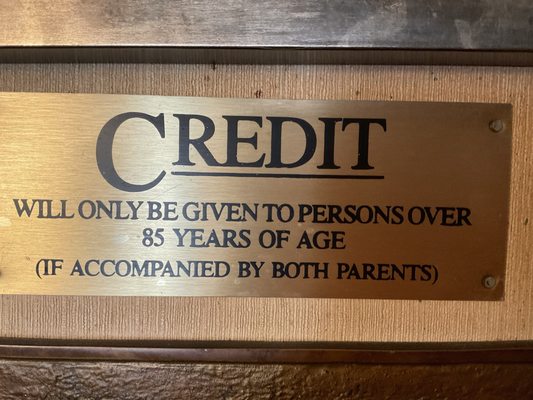 CREDIT
WILL ONLY BE GIVEN TO PERSONS OVER
85 YEARS OF AGE
(IF ACCOMPANIED BY BOTH PARENTS)